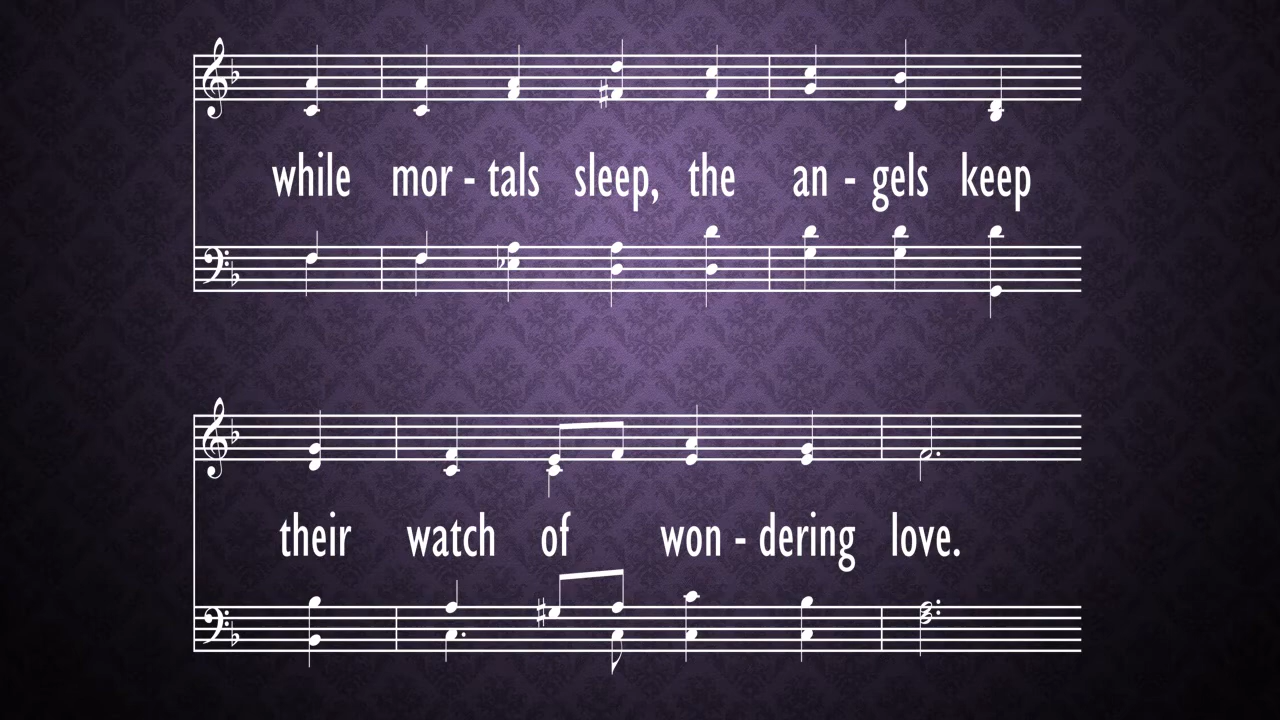 while mor - tals sleep, the an - gels keep
their watch of won - dering love.